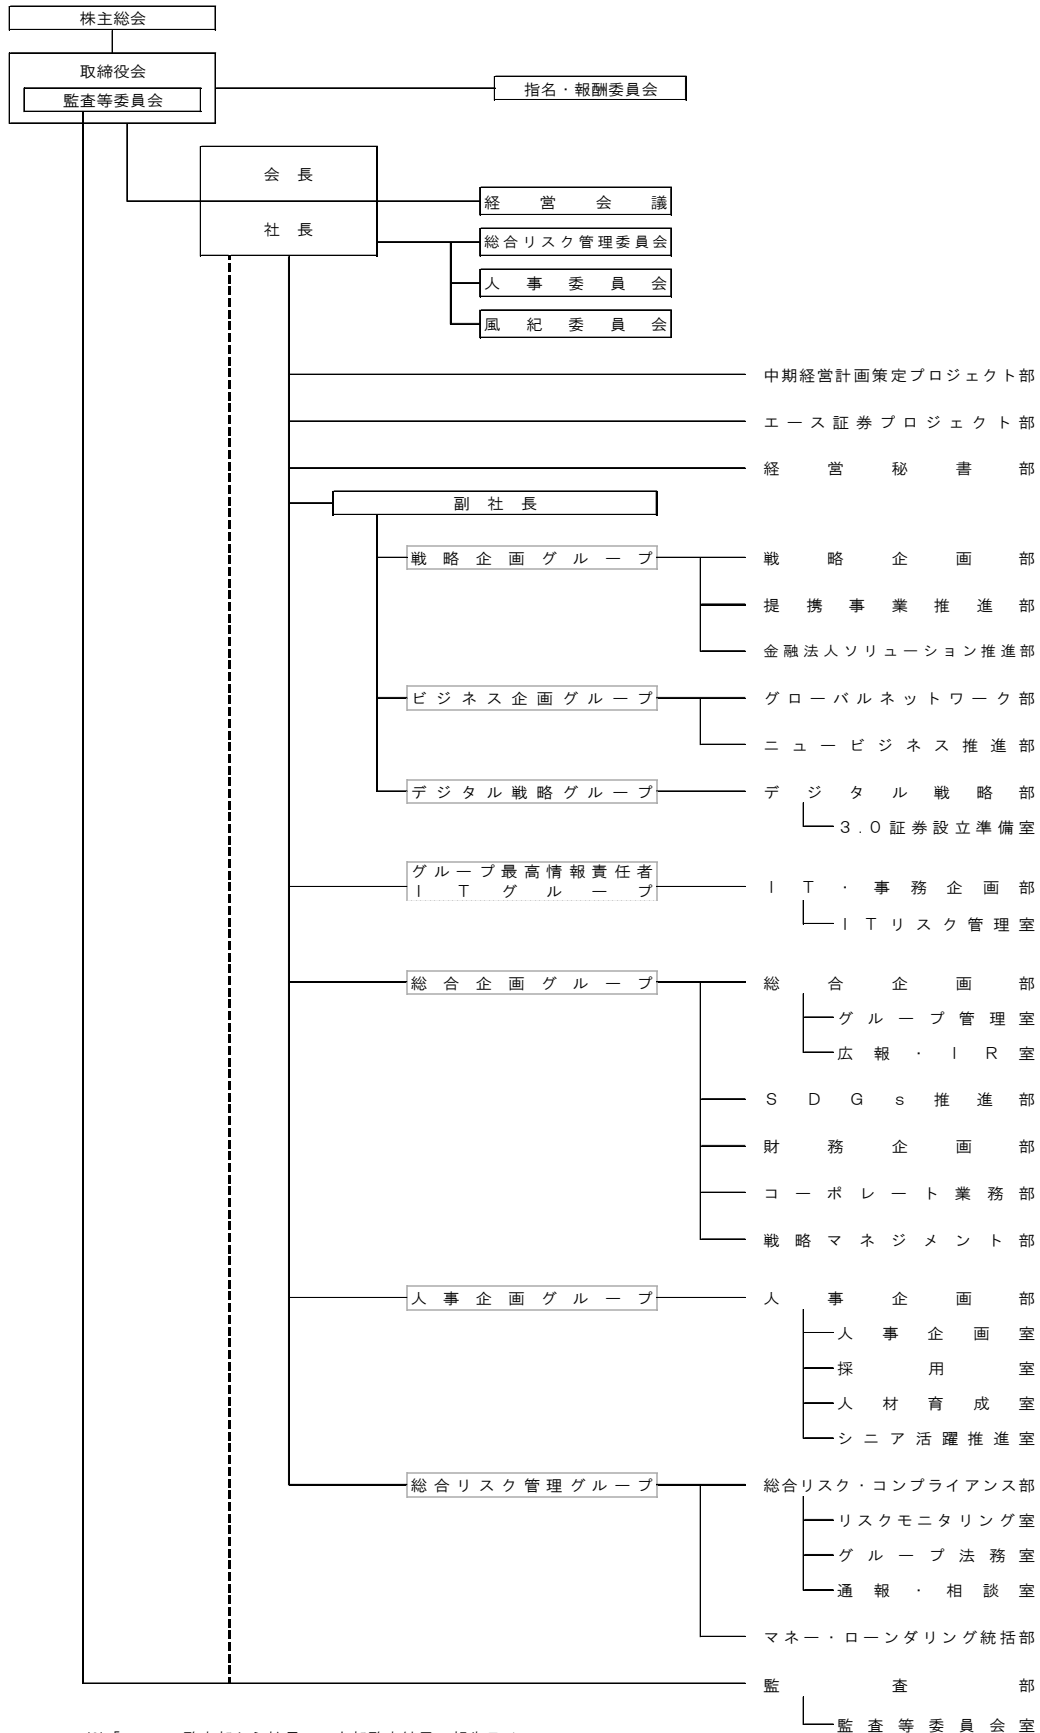 株主総会
取締役会
監査等委員会
指名・報酬委員会
会長
社長
経営会議
総合リスク管理委員会
人事委員会
風紀委員会
中期経営計画策定プロジェクト部
エース証券プロジェクト部
経営秘書部
副社長
戦略企画グループ
戦略企画部
提携事業推進部
金融法人ソリューション推進部
ビジネス企画グループ
グローバルネットワーク部
ニュービジネス推進部
デジタル戦略グループ
デジタル戦略部
3.0証券設立準備室
グループ最高情報責任者
ITグループ
IT・事務企画部
ITリスク管理室
総合企画グループ
総合企画部
グループ管理室
広報・IR室
SDGs推進部
財務企画部
コーポレート業務部
戦略マネジメント部
人事企画グループ
人事企画部
人事企画室
採用室
人材育成室
シニア活躍推進室
総合リスク管理グループ
総合リスク・コンプライアンス部
リスクモニタリング室
グループ法務室
通報・相談室
マネー・ローンダリング統括部
監査部
監査等委員会室